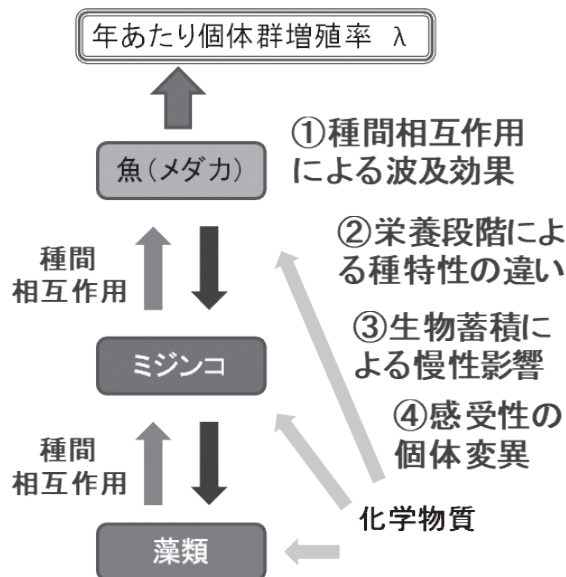 年あたり個体群増殖率 λ
①種間相互作用
による波及効果
魚(メダカ)
②栄養段階によ
る種特性の違い
種間
相互作用
③生物蓄積に
よる慢性影響
ミジンコ
④感受性の
個体変異
種間
相互作用
化学物質
藻類